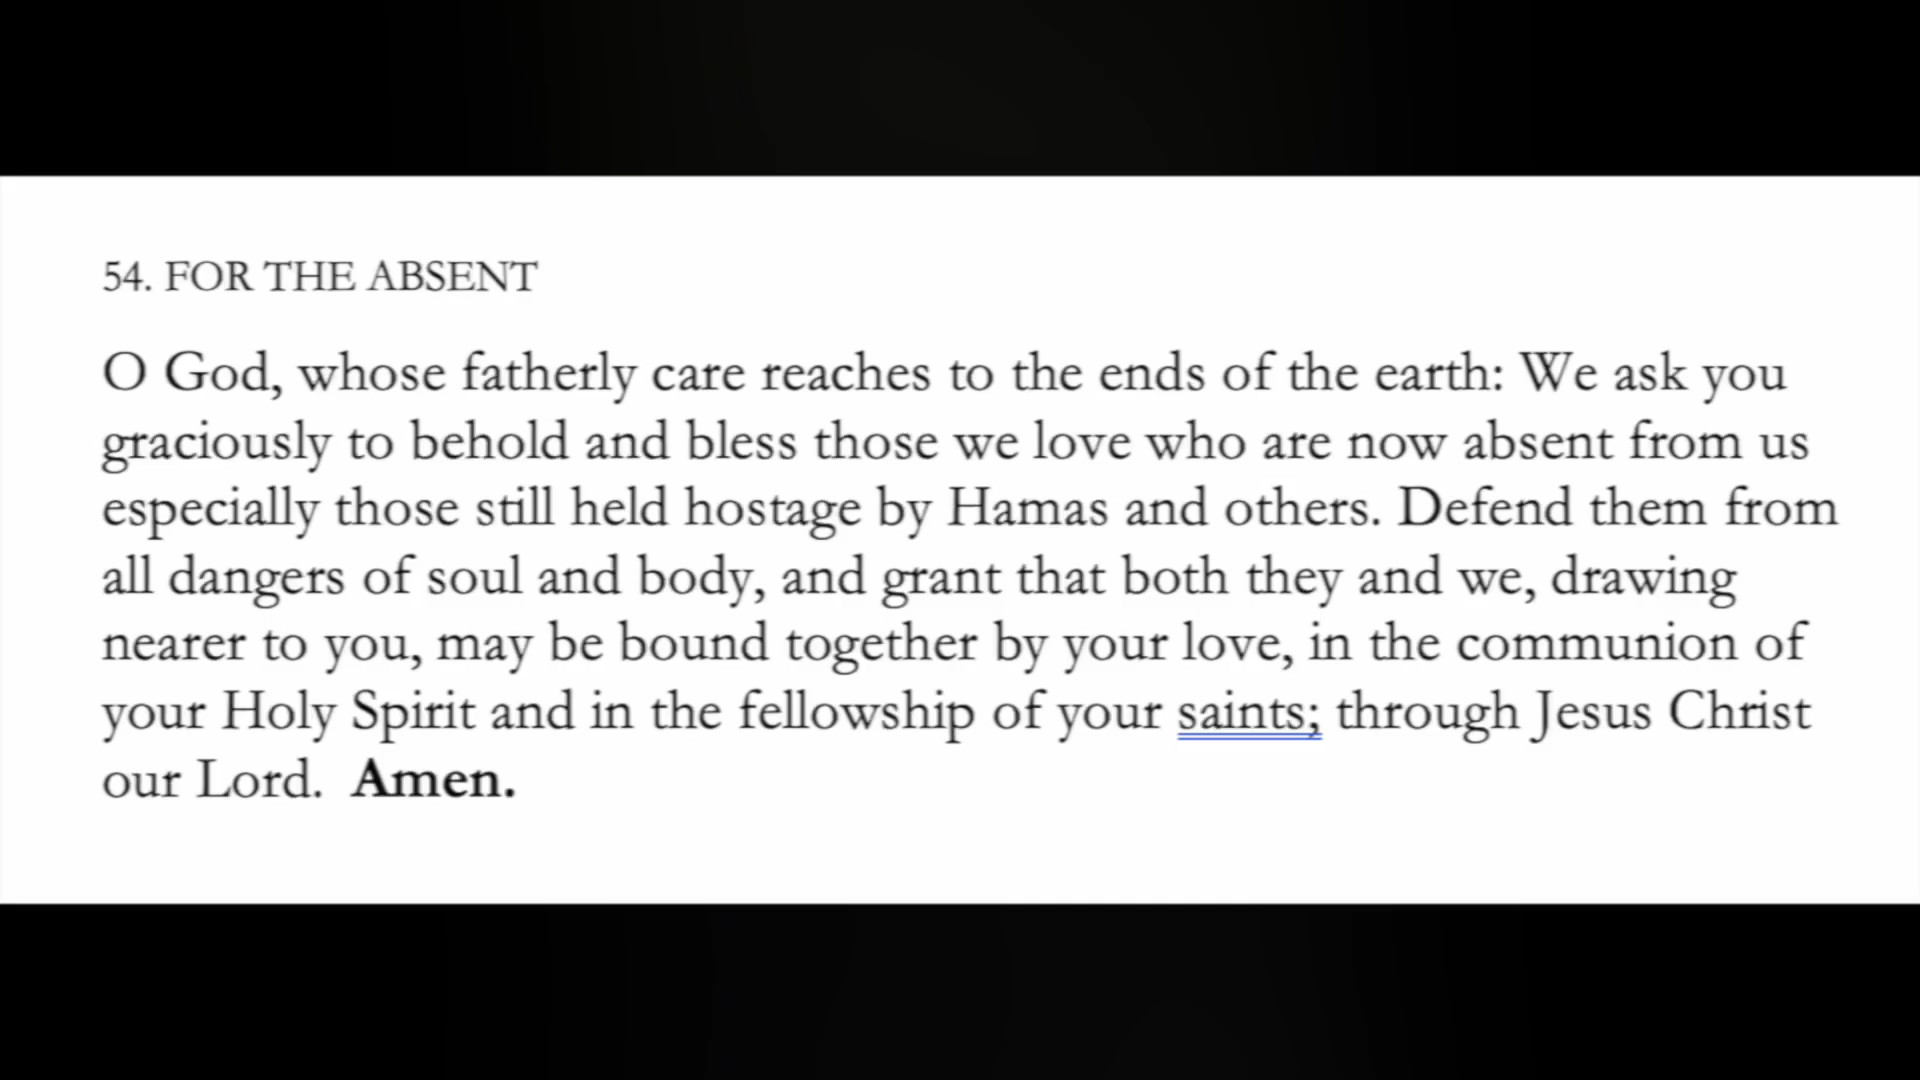 54. FOR THE ABSENT
O God, whose fatherly care reaches to the ends of the earth: We ask you
graciously to behold and bless those we love who are now absent from us
especially those still held hostage by Hamas and others. Defend them from
all dangers of soul and body, and grant that both they and we, drawing
nearer to you, may be bound together by your love, in the communion of
your Holy Spirit and in the fellowship of your saints; through Jesus Christ
our Lord. Amen.